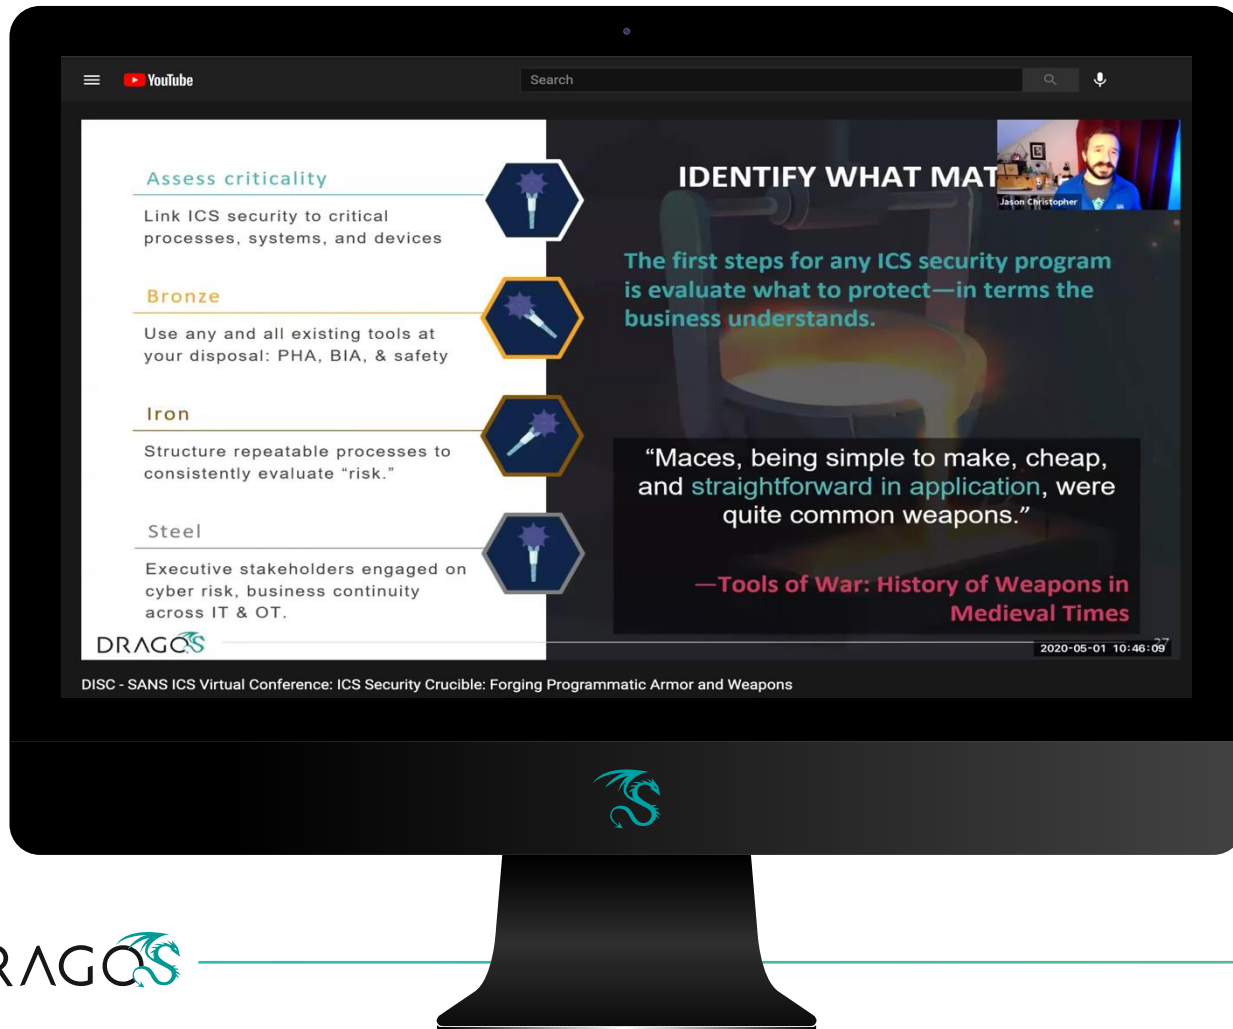 YouTube
Search
Assess criticality
Link ICS security to critical
processes, systems, and devices
Bronze
Use any and all existing tools at
your disposal: PHA, BIA, & safety
Iron
Structure repeatable processes to
consistently evaluate “risk.”
Steel
Executive stakeholders engaged on
cyber risk, business continuity
across IT & OT.
DRAGOS
IDENTIFY WHAT MAT
Jason Christopher
The first steps for any ICS security program
is evaluate what to protect—in terms the
business understands.
“Maces, being simple to make, cheap,
and straightforward in application, were
quite common weapons.”
—Tools of War: History of Weapons in
Medieval Times
27
2020-05-01 10:46:09
DISC - SANS ICS Virtual Conference: ICS Security Crucible: Forging Programmatic Armor and Weapons
RAGOS